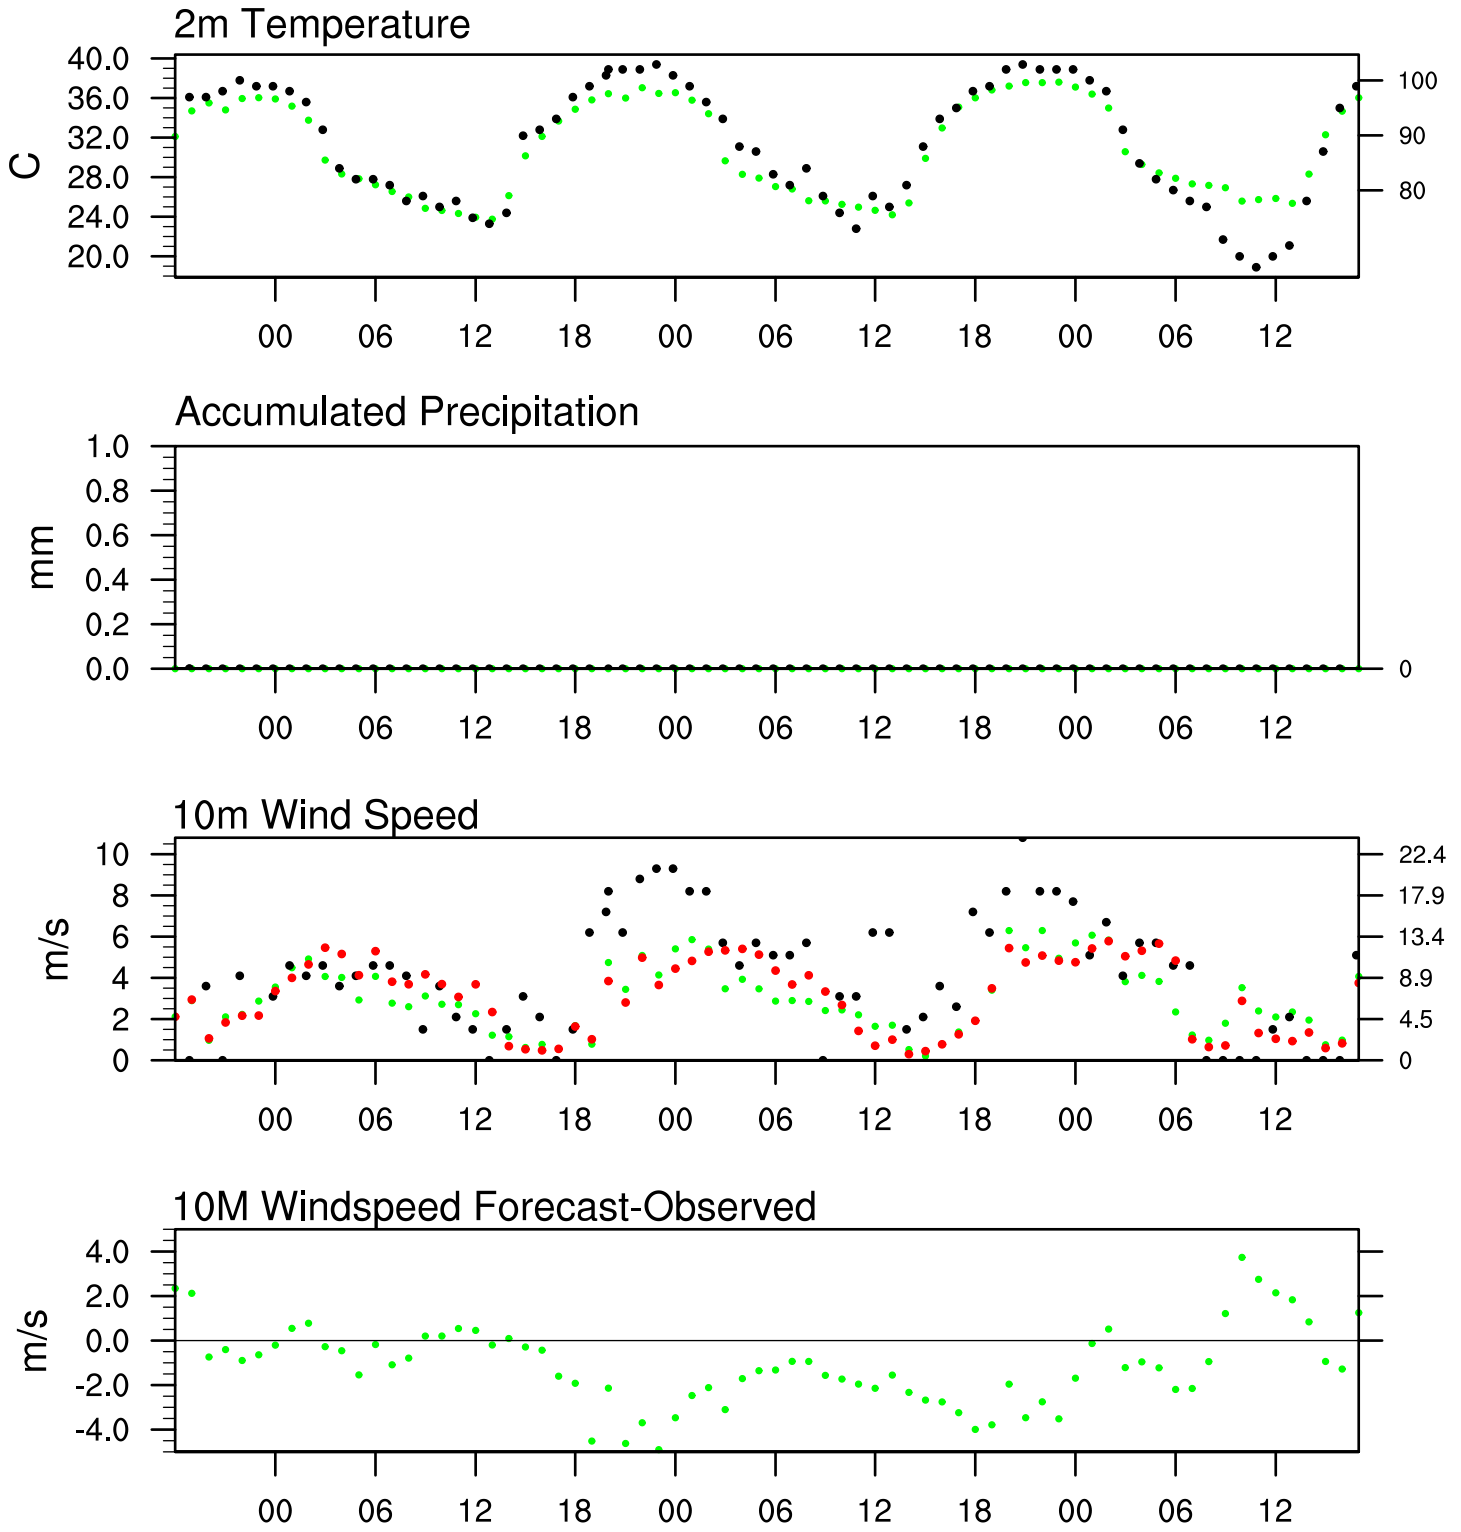 2m Temperature
40.0
36.0
32.0
28.0
24.0
20.0
C
100
90
80
00 06 12 18 00 06 12 18 00 06 12
Accumulated Precipitation
1.0
0.8
0.6
0.4
0.2
0.0
mm
0
00 06 12 18 00 06 12 18 00 06 12
10m Wind Speed
10
8
6
4
2
0
m/s
22.4
17.9
13.4
8.9
4.5
0
00 06 12 18 00 06 12 18 00 06 12
10M Windspeed Forecast-Observed
4.0
2.0
0.0
-2.0
-4.0
m/s
00 06 12 18 00 06 12 18 00 06 12